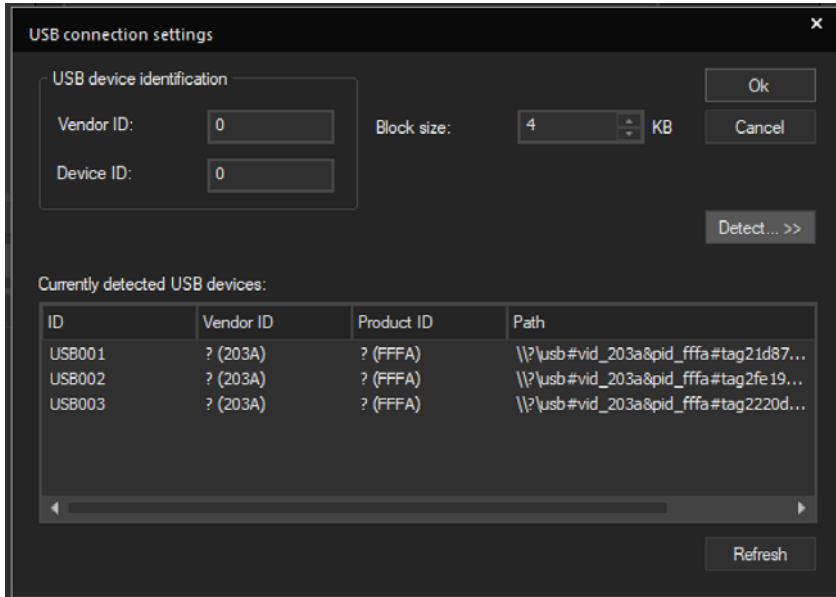 USB connection settings
USB device identification
Vendor ID: 0
Device ID: 0
Block size: 4 KB
Ok
Cancel
Detect... >>
Currently detected USB devices:
ID Vendor ID Product ID Path
USB001 ? (203A) ? (FFFA) \\?\usb#vid_203a&pid_fffa#tag21d87...
USB002 ? (203A) ? (FFFA) \\?\usb#vid_203a&pid_fffa#tag2fe19...
USB003 ? (203A) ? (FFFA) \\?\usb#vid_203a&pid_fffa#tag2220d...
Refresh